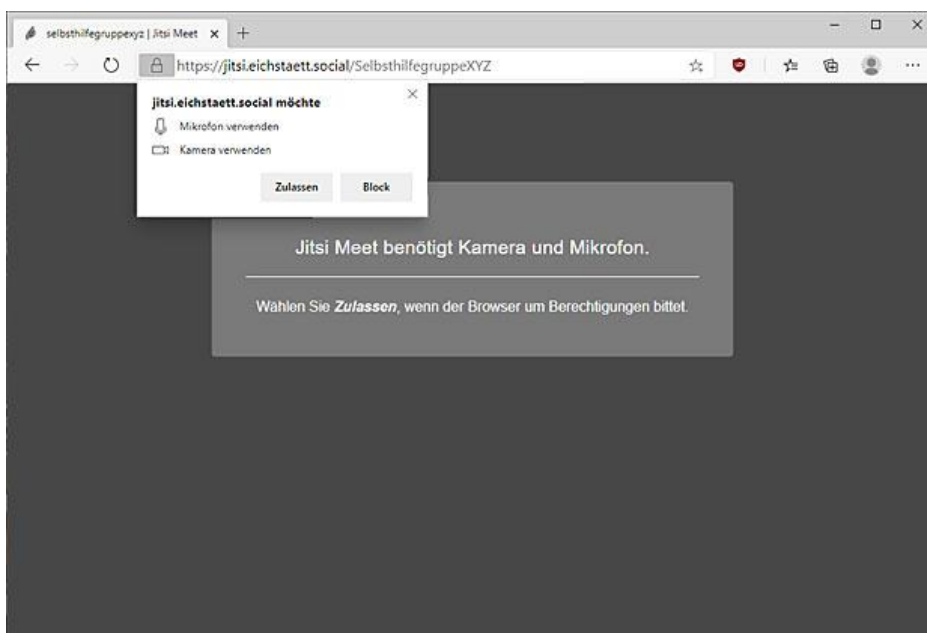 selbsthilfegruppexyz | Jitsi Meet
https://jitsi.eichstaett.social/SelbsthilfegruppeXYZ
jitsi.eichstaett.social möchte
Mikrofon verwenden
Kamera verwenden
Zulassen Block
Jitsi Meet benötigt Kamera und Mikrofon.
Wählen Sie Zulassen, wenn der Browser um Berechtigungen bittet.